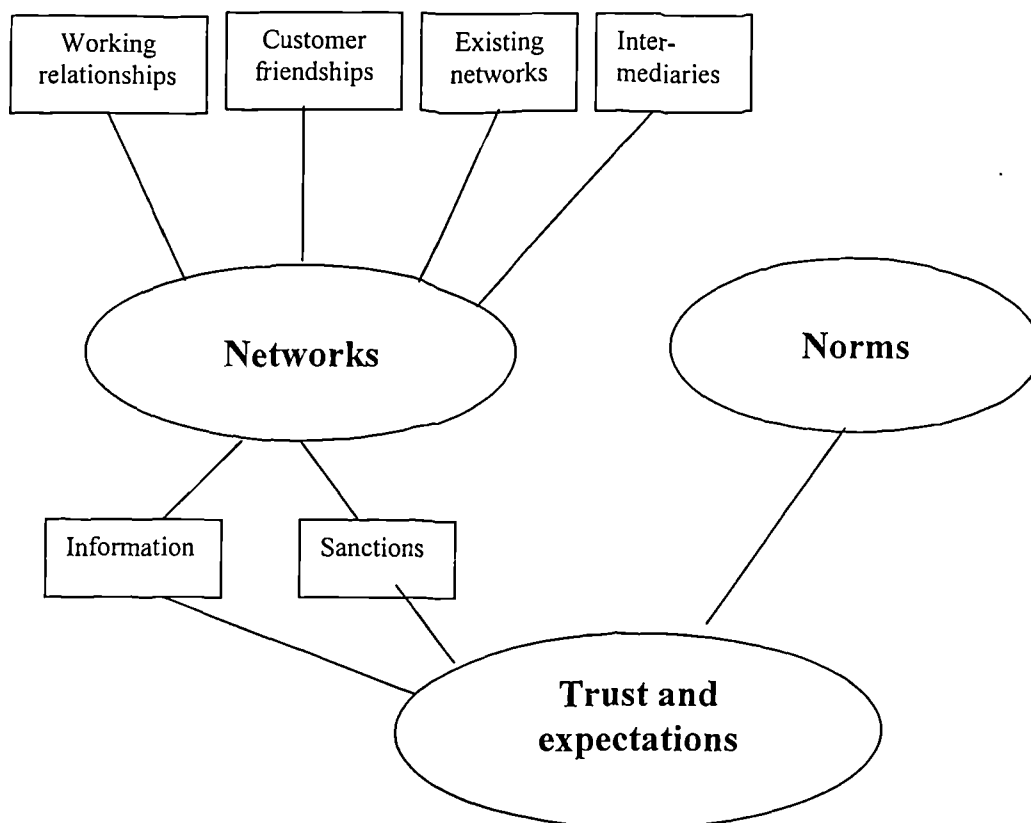 Working
relationships
Customer
friendships
Existing
networks
Inter-
mediaries
Networks
Norms
Information
Sanctions
Trust and
expectations